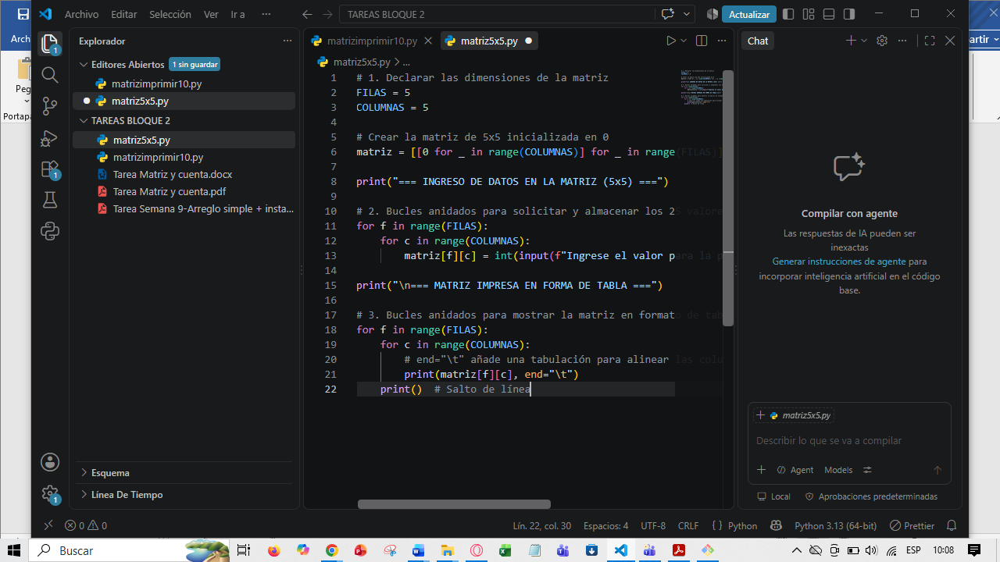 Archivo Editar Selección Ver Ir a ···
TAREAS BLOQUE 2
Actualizar
Archi
artir
Peg
Portapa
Explorador
Editores Abiertos 1 sin guardar
matrizimprimir10.py
matriz5x5.py
TAREAS BLOQUE 2
matriz5x5.py
matrizimprimir10.py
Tarea Matriz y cuenta.docx
Tarea Matriz y cuenta.pdf
Tarea Semana 9-Arreglo simple + insta...
Esquema
Línea De Tiempo
matrizimprimir10.py
matriz5x5.py
matriz5x5.py > ...
1 # 1. Declarar las dimensiones de la matriz
2 FILAS = 5
3 COLUMNAS = 5
4
5 # Crear la matriz de 5x5 inicializada en 0
6 matriz = [[0 for _ in range(COLUMNAS)] for _ in range(FILAS)]
7
8 print("=== INGRESO DE DATOS EN LA MATRIZ (5x5) ===")
9
10 # 2. Bucles anidados para solicitar y almacenar los 25 valore
11 for f in range(FILAS):
12 for c in range(COLUMNAS):
13 matriz[f][c] = int(input(f"Ingrese el valor para la p
14
15 print("\n=== MATRIZ IMPRESA EN FORMA DE TABLA ===")
16
17 # 3. Bucles anidados para mostrar la matriz en formato de tab
18 for f in range(FILAS):
19 for c in range(COLUMNAS):
20 # end="\t" añade una tabulación para alinear las colu
21 print(matriz[f][c], end="\t")
22 print() # Salto de línea
Chat
Compilar con agente
Las respuestas de IA pueden ser
inexactas
Generar instrucciones de agente para
incorporar inteligencia artificial en el código
base.
matriz5x5.py
Describir lo que se va a compilar
Agent Models
Local Aprobaciones predeterminadas
0 0
Lín. 22, col. 30 Espacios: 4 UTF-8 CRLF { } Python Python 3.13 (64-bit) Prettier
Buscar
ESP 10:08